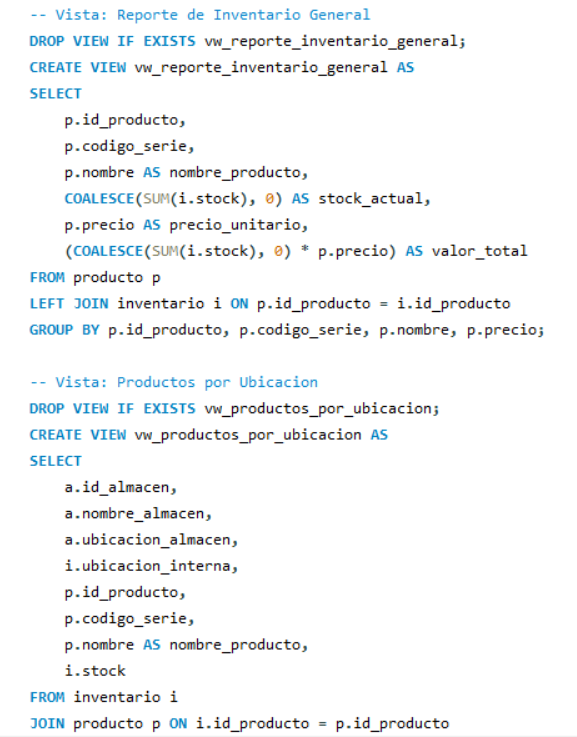 -- Vista: Reporte de Inventario General
DROP VIEW IF EXISTS vw_reporte_inventario_general;
CREATE VIEW vw_reporte_inventario_general AS
SELECT
    p.id_producto,
    p.codigo_serie,
    p.nombre AS nombre_producto,
    COALESCE(SUM(i.stock), 0) AS stock_actual,
    p.precio AS precio_unitario,
    (COALESCE(SUM(i.stock), 0) * p.precio) AS valor_total
FROM producto p
LEFT JOIN inventario i ON p.id_producto = i.id_producto
GROUP BY p.id_producto, p.codigo_serie, p.nombre, p.precio;

-- Vista: Productos por Ubicacion
DROP VIEW IF EXISTS vw_productos_por_ubicacion;
CREATE VIEW vw_productos_por_ubicacion AS
SELECT
    a.id_almacen,
    a.nombre_almacen,
    a.ubicacion_almacen,
    i.ubicacion_interna,
    p.id_producto,
    p.codigo_serie,
    p.nombre AS nombre_producto,
    i.stock
FROM inventario i
JOIN producto p ON i.id_producto = p.id_producto